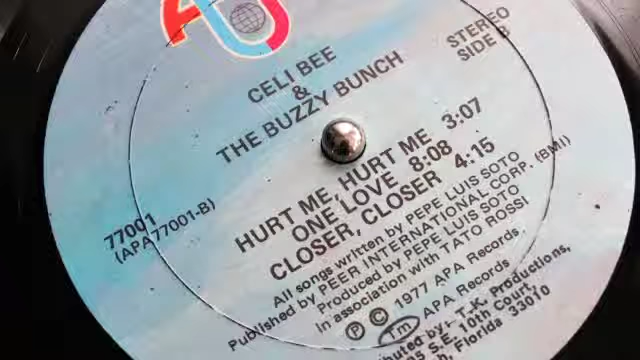 CELI BEE
&
THE BUZZY BUNCH
STEREO
SIDE B
77001
(APA77001-B)
HURT ME, HURT ME 3:07
ONE LOVE 8:08
CLOSER, CLOSER 4:15
All songs written by PEPE LUIS SOTO
Published by PEER INTERNATIONAL CORP. (BMI)
Produced by PEPE LUIS SOTO
In association with TATO ROSSI
Ⓟ © 1977 APA Records
Tm APA Records
T.K. Productions,
S.E. 10th Court,
Florida 33010